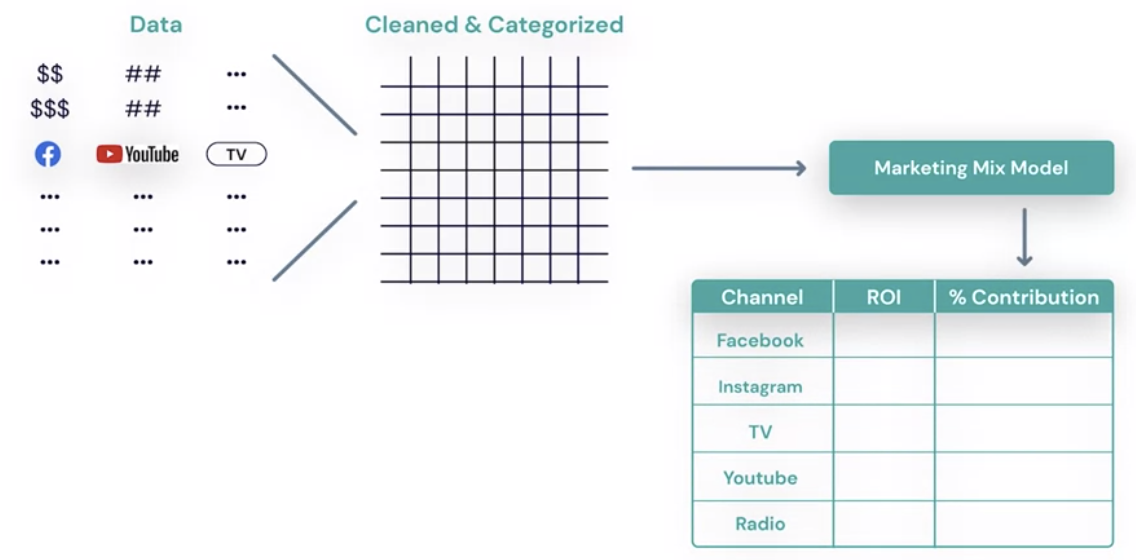 Data
Cleaned & Categorized
$$ ## ...
$$$ ## ...
YouTube TV
... ... ...
... ... ...
... ... ...
Marketing Mix Model
Channel ROI % Contribution
Facebook
Instagram
TV
Youtube
Radio